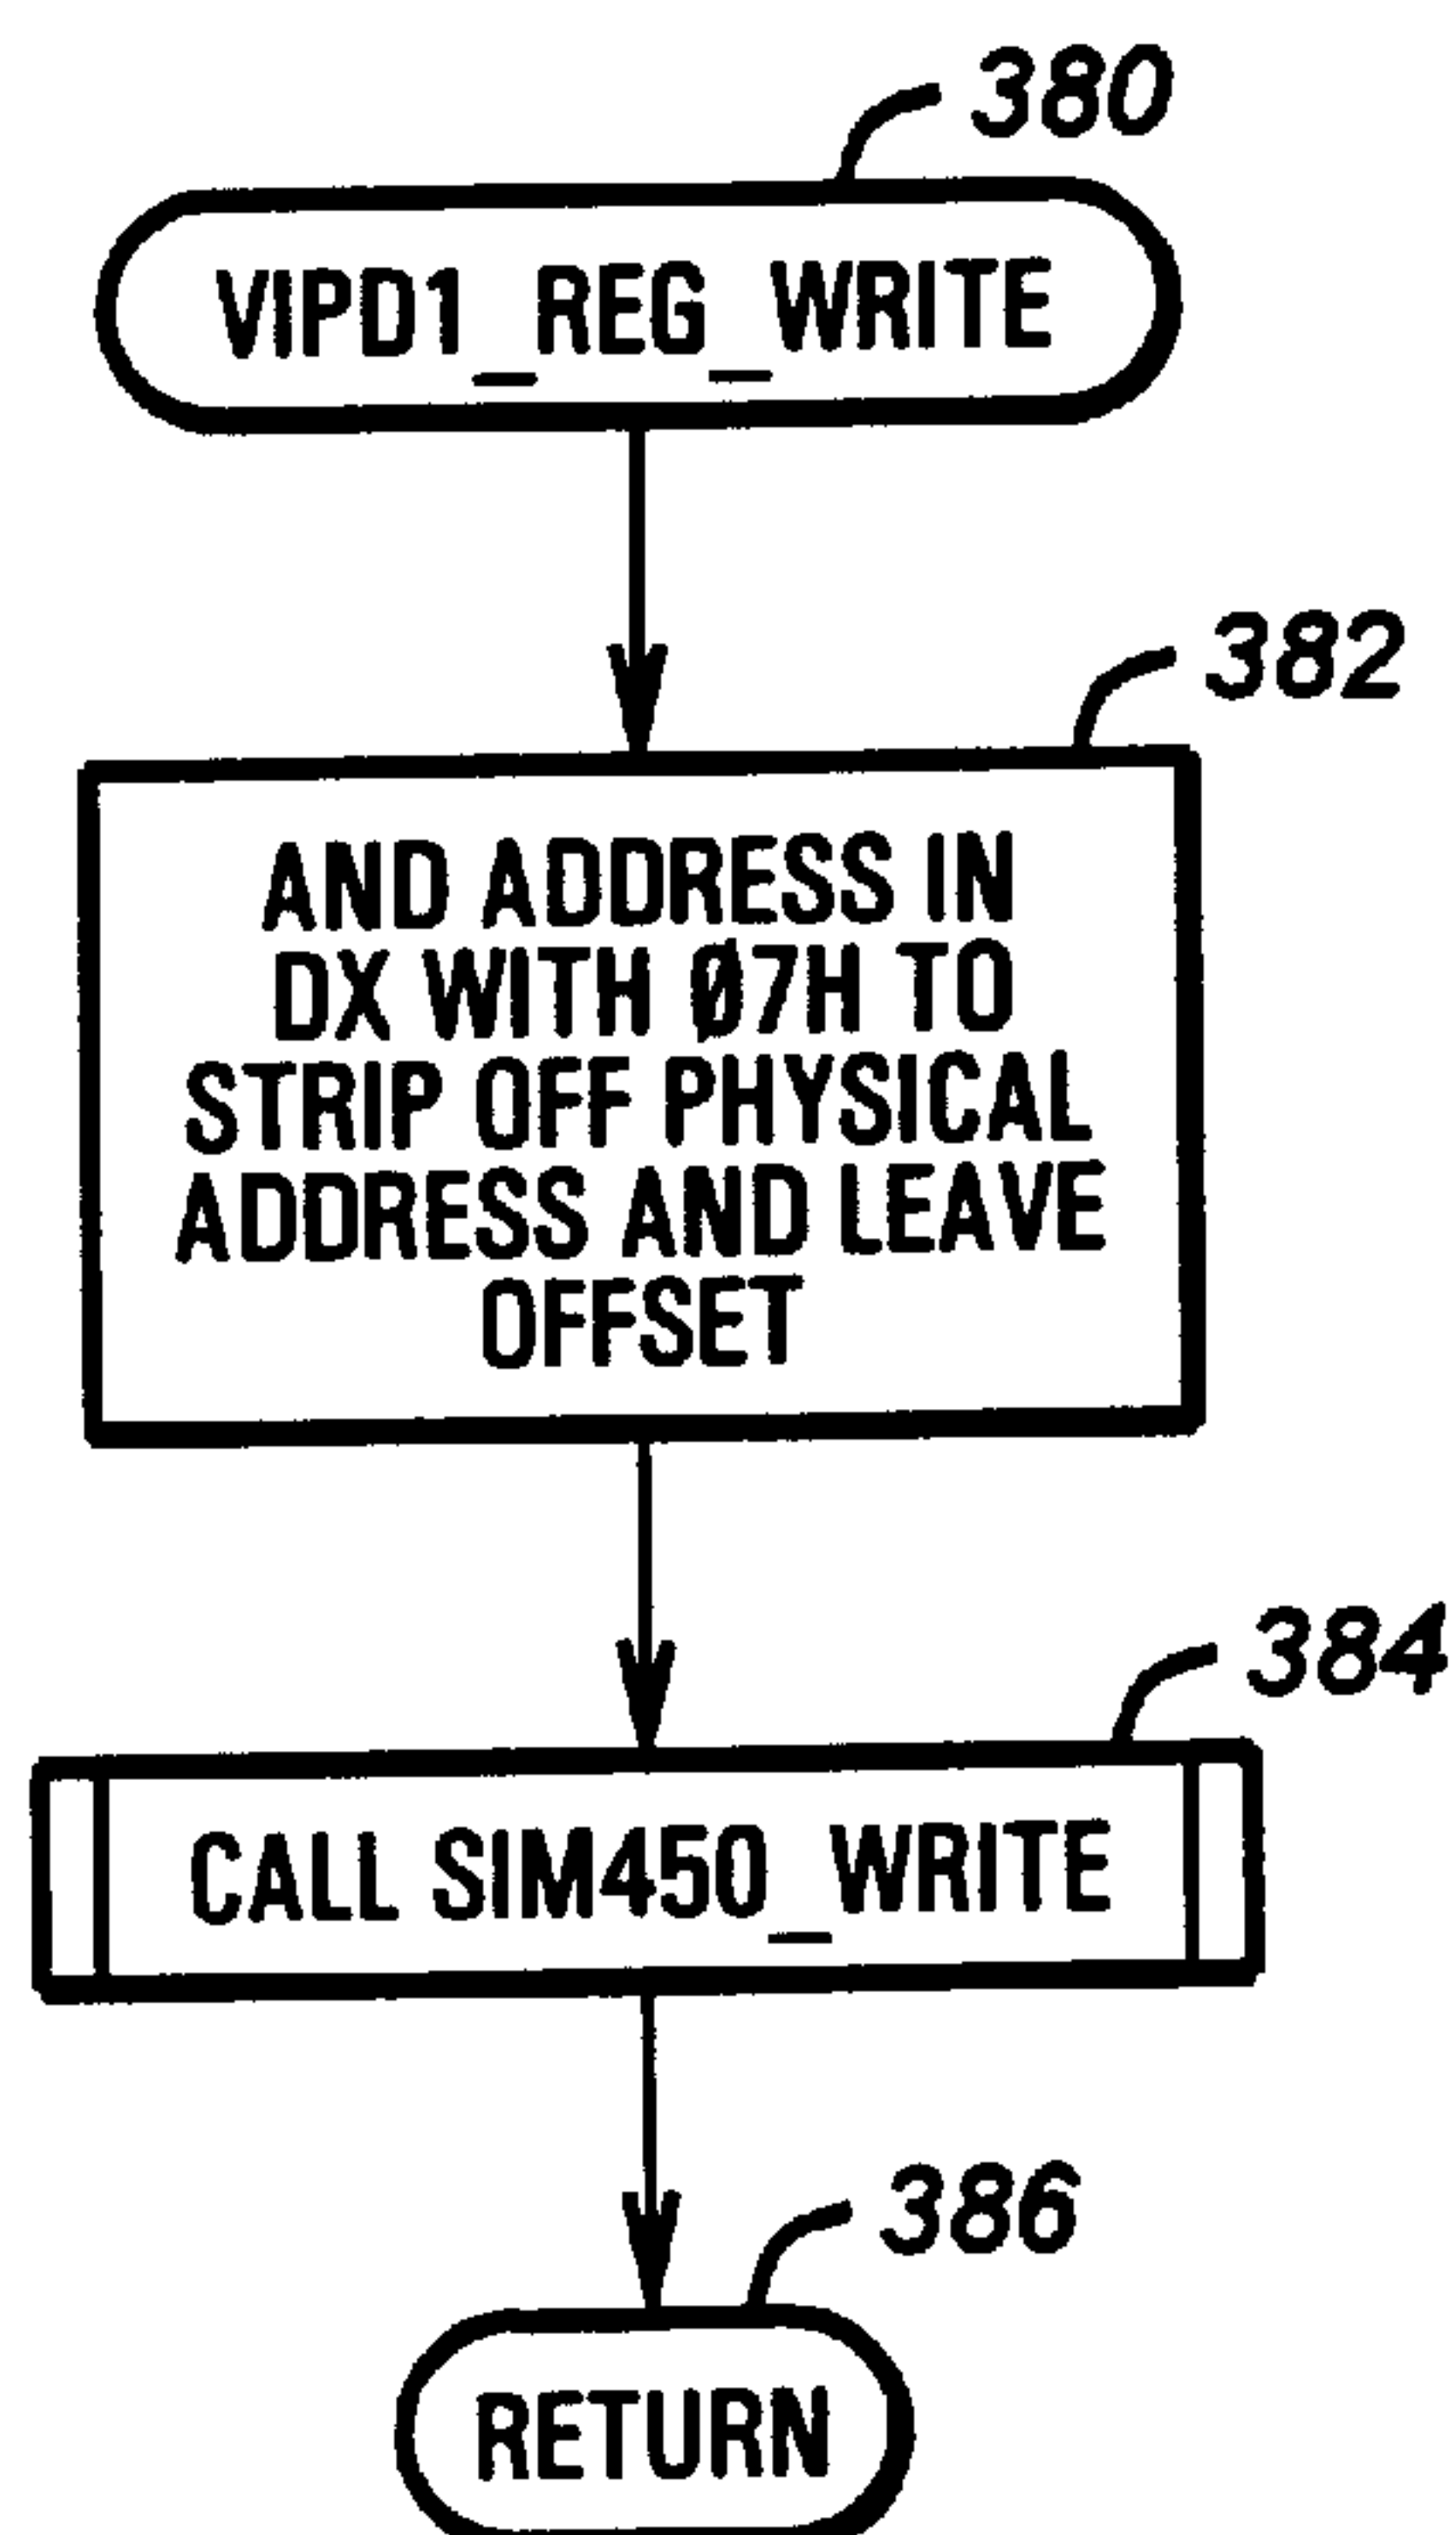 380
VIPD1_REG_WRITE
382
AND ADDRESS IN
DX WITH Ø7H TO
STRIP OFF PHYSICAL
ADDRESS AND LEAVE
OFFSET
384
CALL SIM450_WRITE
386
RETURN